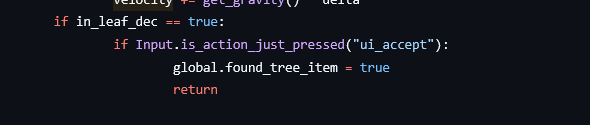 velocity += get_gravity() * delta
if in_leaf_dec == true:
if Input.is_action_just_pressed("ui_accept"):
global.found_tree_item = true
return